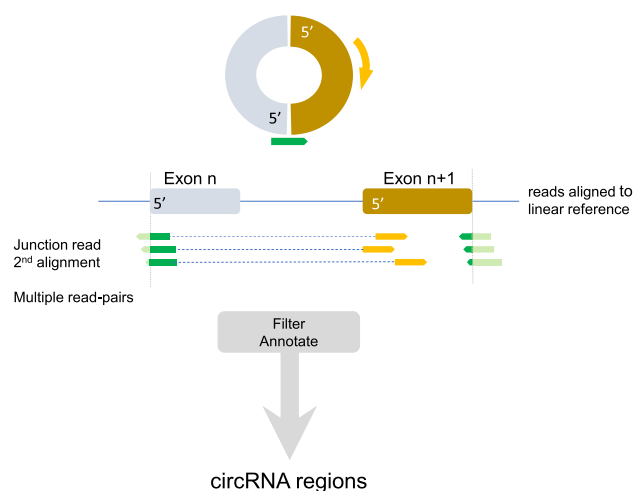 5’
5’
Exon n
Exon n+1
5’
5’
reads aligned to
linear reference
Junction read
2nd alignment
Multiple read-pairs
Filter
Annotate
circRNA regions